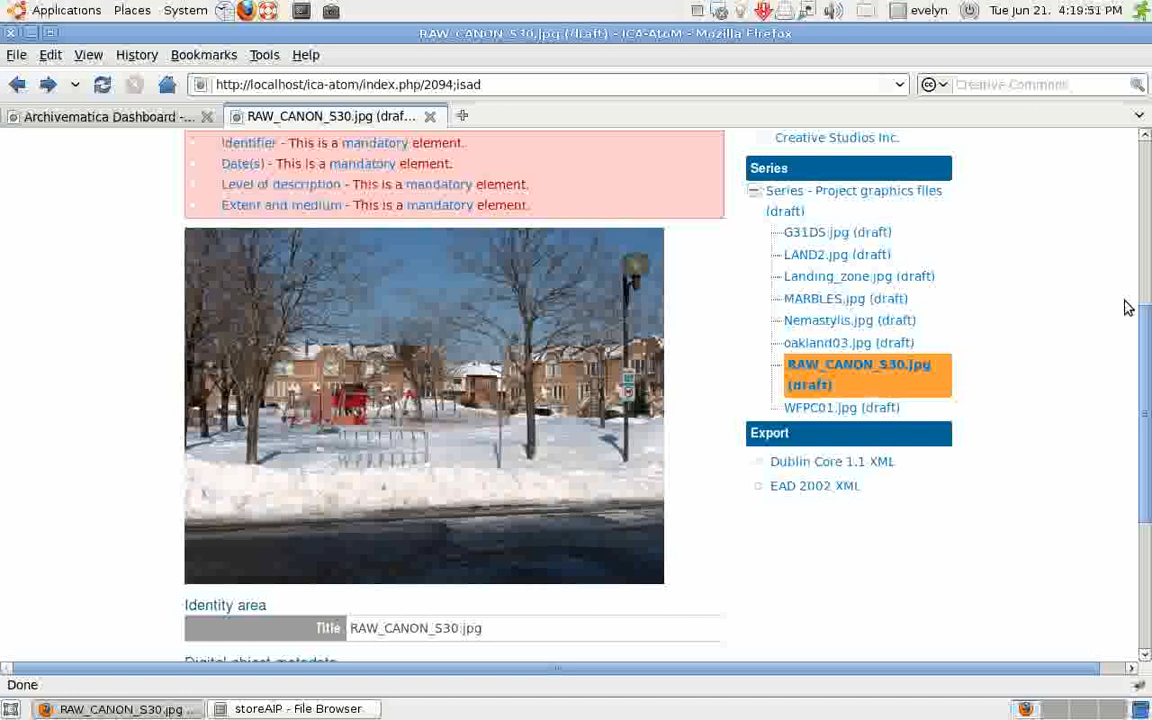 Applications Places System evelyn Tue Jun 21. 4:19:51 PM
RAW_CANON_S30.jpg (draft) - ICA-AtoM - Mozilla Firefox
File Edit View History Bookmarks Tools Help
http://localhost/ica-atom/index.php/2094;isad Creative Commons
Archivematica Dashboard -... RAW_CANON_S30.jpg (draf...
Identifier - This is a mandatory element.
Date(s) - This is a mandatory element.
Level of description - This is a mandatory element.
Extent and medium - This is a mandatory element.
Creative Studios Inc.
Series
Series - Project graphics files
(draft)
G31DS.jpg (draft)
LAND2.jpg (draft)
Landing_zone.jpg (draft)
MARBLES.jpg (draft)
Nemastylis.jpg (draft)
oakland03.jpg (draft)
RAW_CANON_S30.jpg
(draft)
WFPC01.jpg (draft)
Export
Dublin Core 1.1 XML
EAD 2002 XML
Identity area
Title RAW_CANON_S30.jpg
Digital object metadata
Done
RAW_CANON_S30.jpg ... storeAIP - File Browser